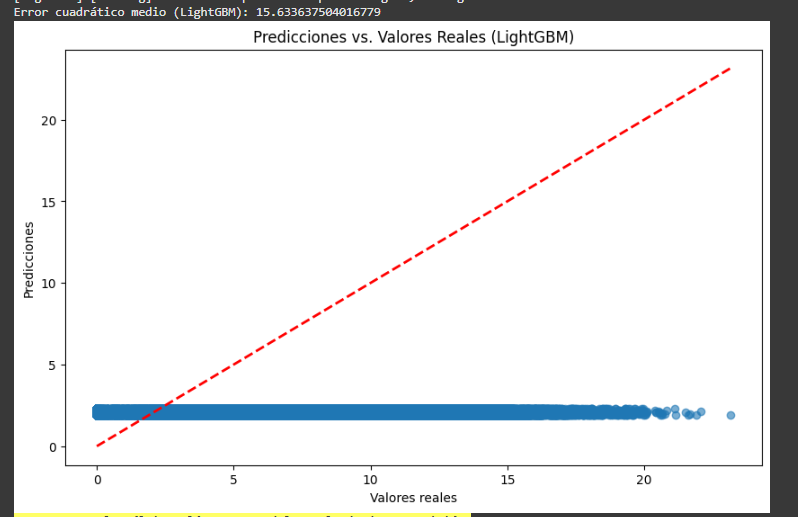 Error cuadrático medio (LightGBM): 15.633637504016779
Predicciones vs. Valores Reales (LightGBM)
20
15
10
5
0
Predicciones
0 5 10 15 20
Valores reales